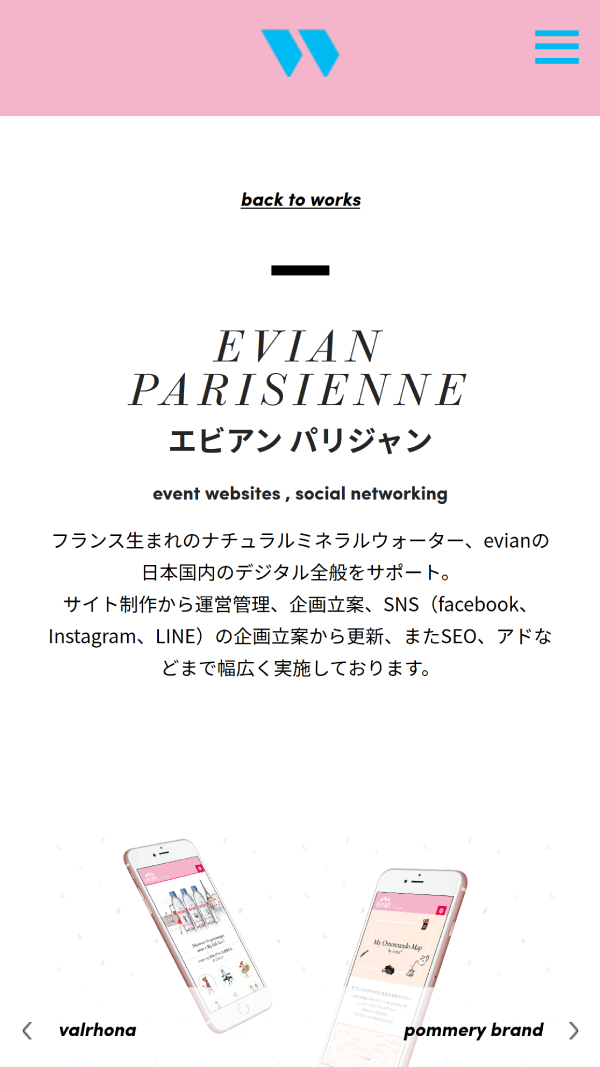 back to works
EVIAN
PARISIENNE
エビアン パリジャン
event websites , social networking
フランス生まれのナチュラルミネラルウォーター、evianの
日本国内のデジタル全般をサポート。
サイト制作から運営管理、企画立案、SNS（facebook、
Instagram、LINE）の企画立案から更新、またSEO、アドな
どまで幅広く実施しております。
evian
My Omotesando Map
valrhona
pommery brand